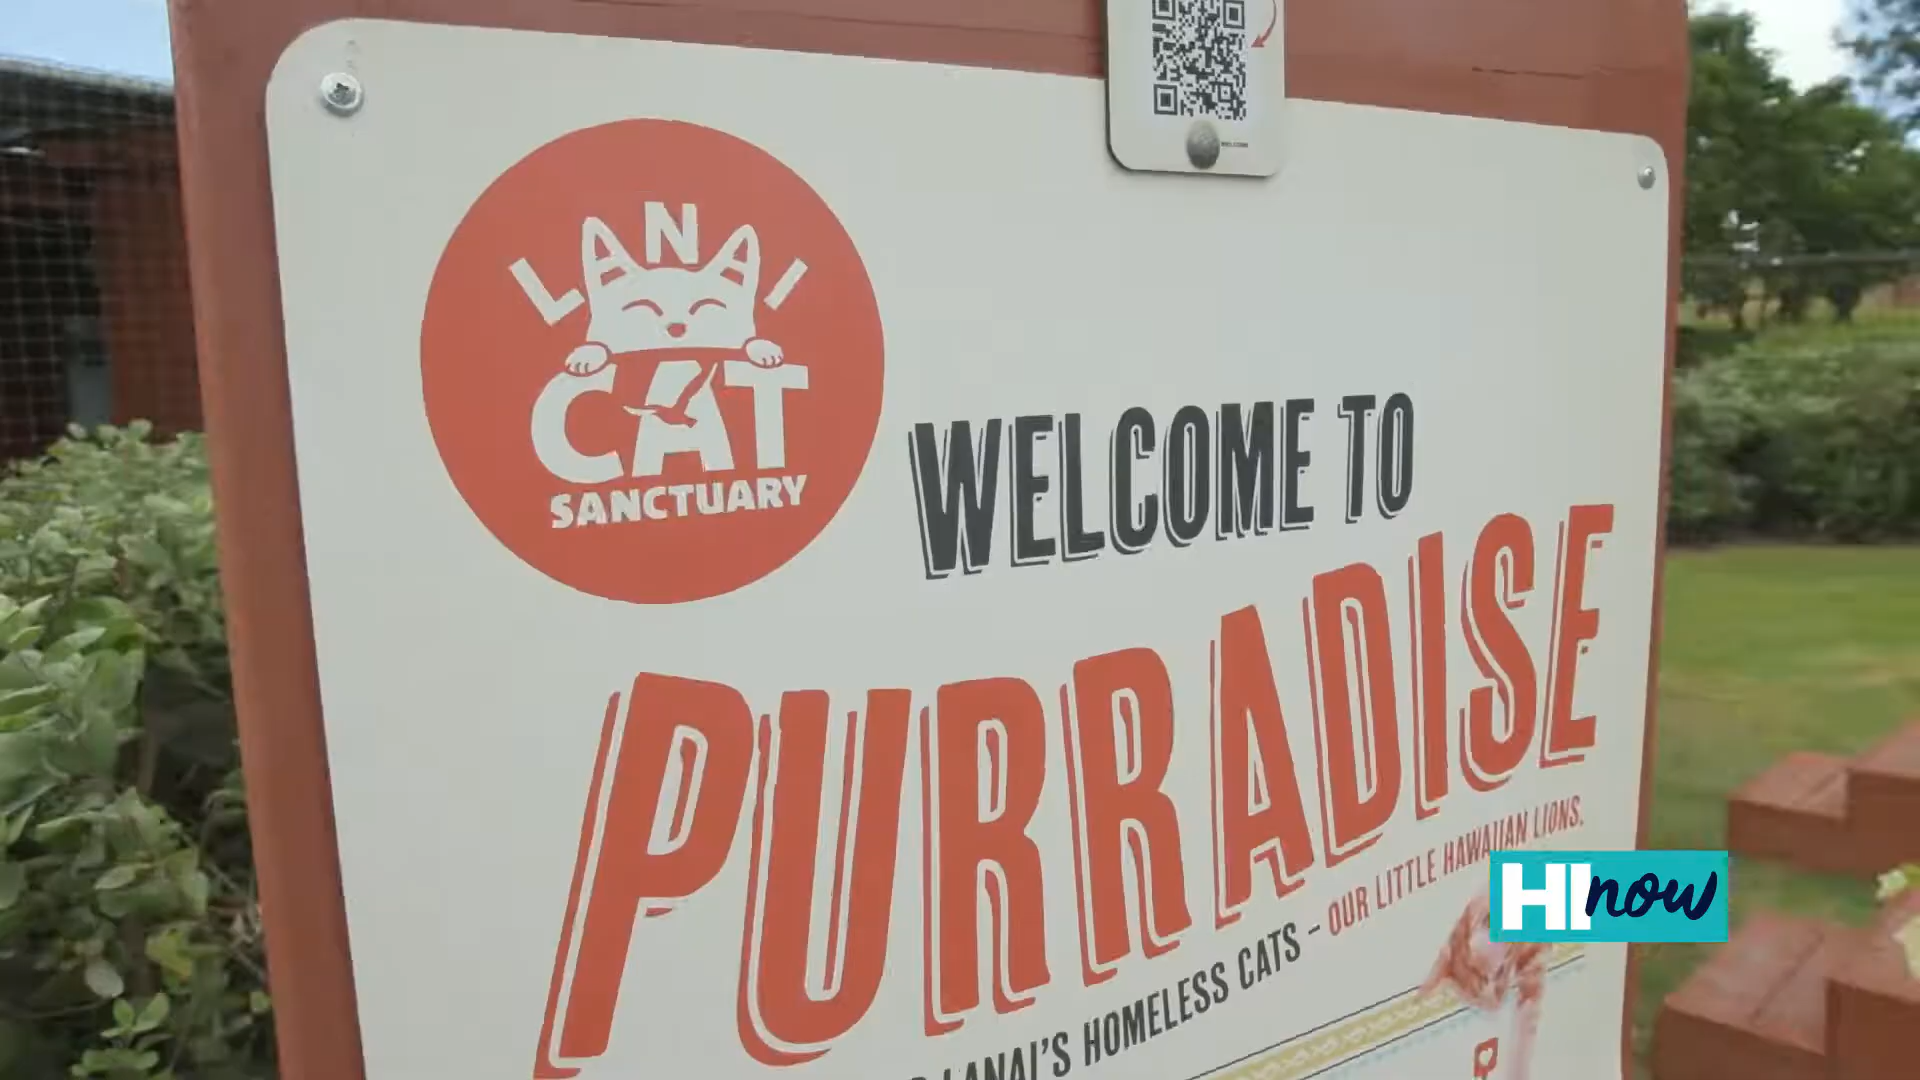 LANAI
CAT
SANCTUARY
WELCOME TO
PURRADISE
LANAI'S HOMELESS CATS - OUR LITTLE HAWAIIAN LIONS.
HI now